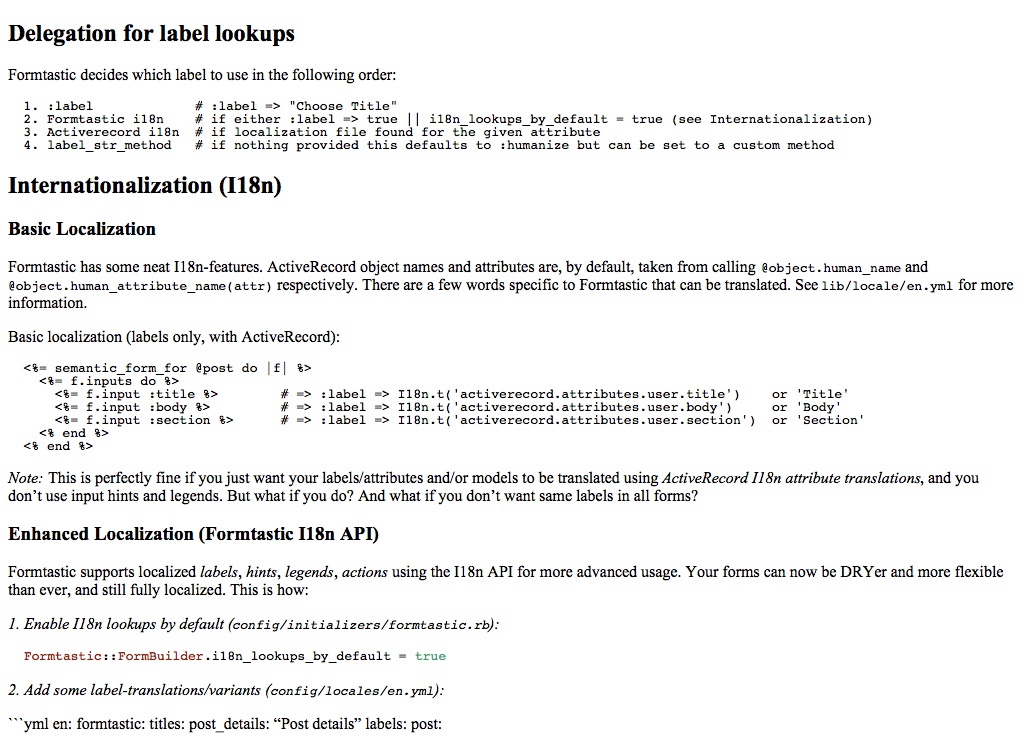 Delegation for label lookups
Formtastic decides which label to use in the following order:
1. :label             # :label => "Choose Title"
2. Formtastic i18n    # if either :label => true || i18n_lookups_by_default = true (see Internationalization)
3. Activerecord i18n  # if localization file found for the given attribute
4. label_str_method   # if nothing provided this defaults to :humanize but can be set to a custom method
Internationalization (I18n)
Basic Localization
Formtastic has some neat I18n-features. ActiveRecord object names and attributes are, by default, taken from calling @object.human_name and
@object.human_attribute_name(attr) respectively. There are a few words specific to Formtastic that can be translated. See lib/locale/en.yml for more
information.
Basic localization (labels only, with ActiveRecord):
<%= semantic_form_for @post do |f| %>
  <%= f.inputs do %>
    <%= f.input :title %>        # => :label => I18n.t('activerecord.attributes.user.title')    or 'Title'
    <%= f.input :body %>         # => :label => I18n.t('activerecord.attributes.user.body')     or 'Body'
    <%= f.input :section %>      # => :label => I18n.t('activerecord.attributes.user.section')  or 'Section'
  <% end %>
<% end %>
Note: This is perfectly fine if you just want your labels/attributes and/or models to be translated using ActiveRecord I18n attribute translations, and you
don’t use input hints and legends. But what if you do? And what if you don’t want same labels in all forms?
Enhanced Localization (Formtastic I18n API)
Formtastic supports localized labels, hints, legends, actions using the I18n API for more advanced usage. Your forms can now be DRYer and more flexible
than ever, and still fully localized. This is how:
1. Enable I18n lookups by default (config/initializers/formtastic.rb):
Formtastic::FormBuilder.i18n_lookups_by_default = true
2. Add some label-translations/variants (config/locales/en.yml):
```yml en: formtastic: titles: post_details: “Post details” labels: post: